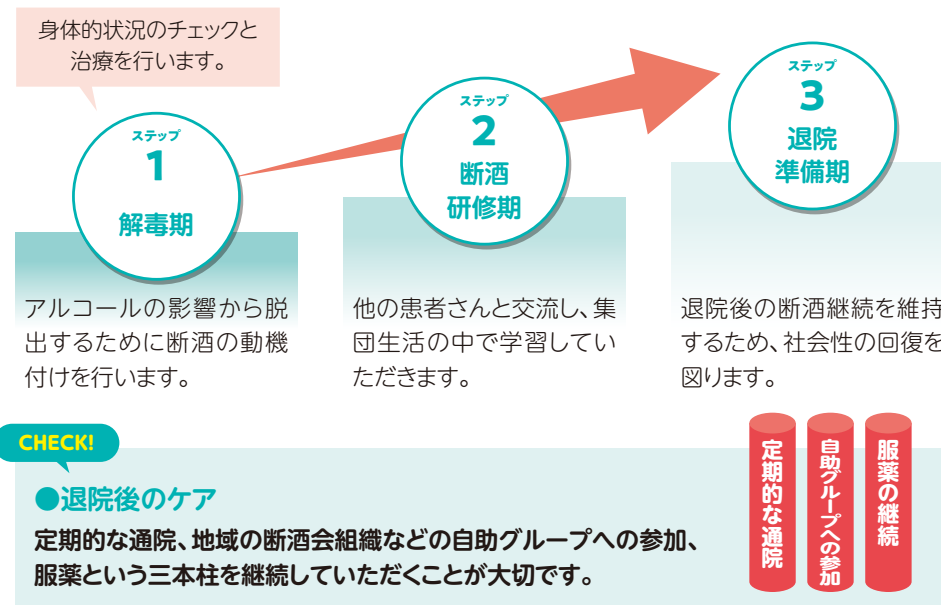 身体的状況のチェックと
治療を行います。
ステップ
1
解毒期
アルコールの影響から脱
出するために断酒の動機
付けを行います。
ステップ
2
断酒
研修期
他の患者さんと交流し、集
団生活の中で学習してい
ただきます。
ステップ
3
退院
準備期
退院後の断酒継続を維持
するため、社会性の回復を
図ります。
CHECK!
●退院後のケア
定期的な通院、地域の断酒会組織などの自助グループへの参加、
服薬という三本柱を継続していただくことが大切です。
定期的な通院
自助グループへの参加
服薬の継続